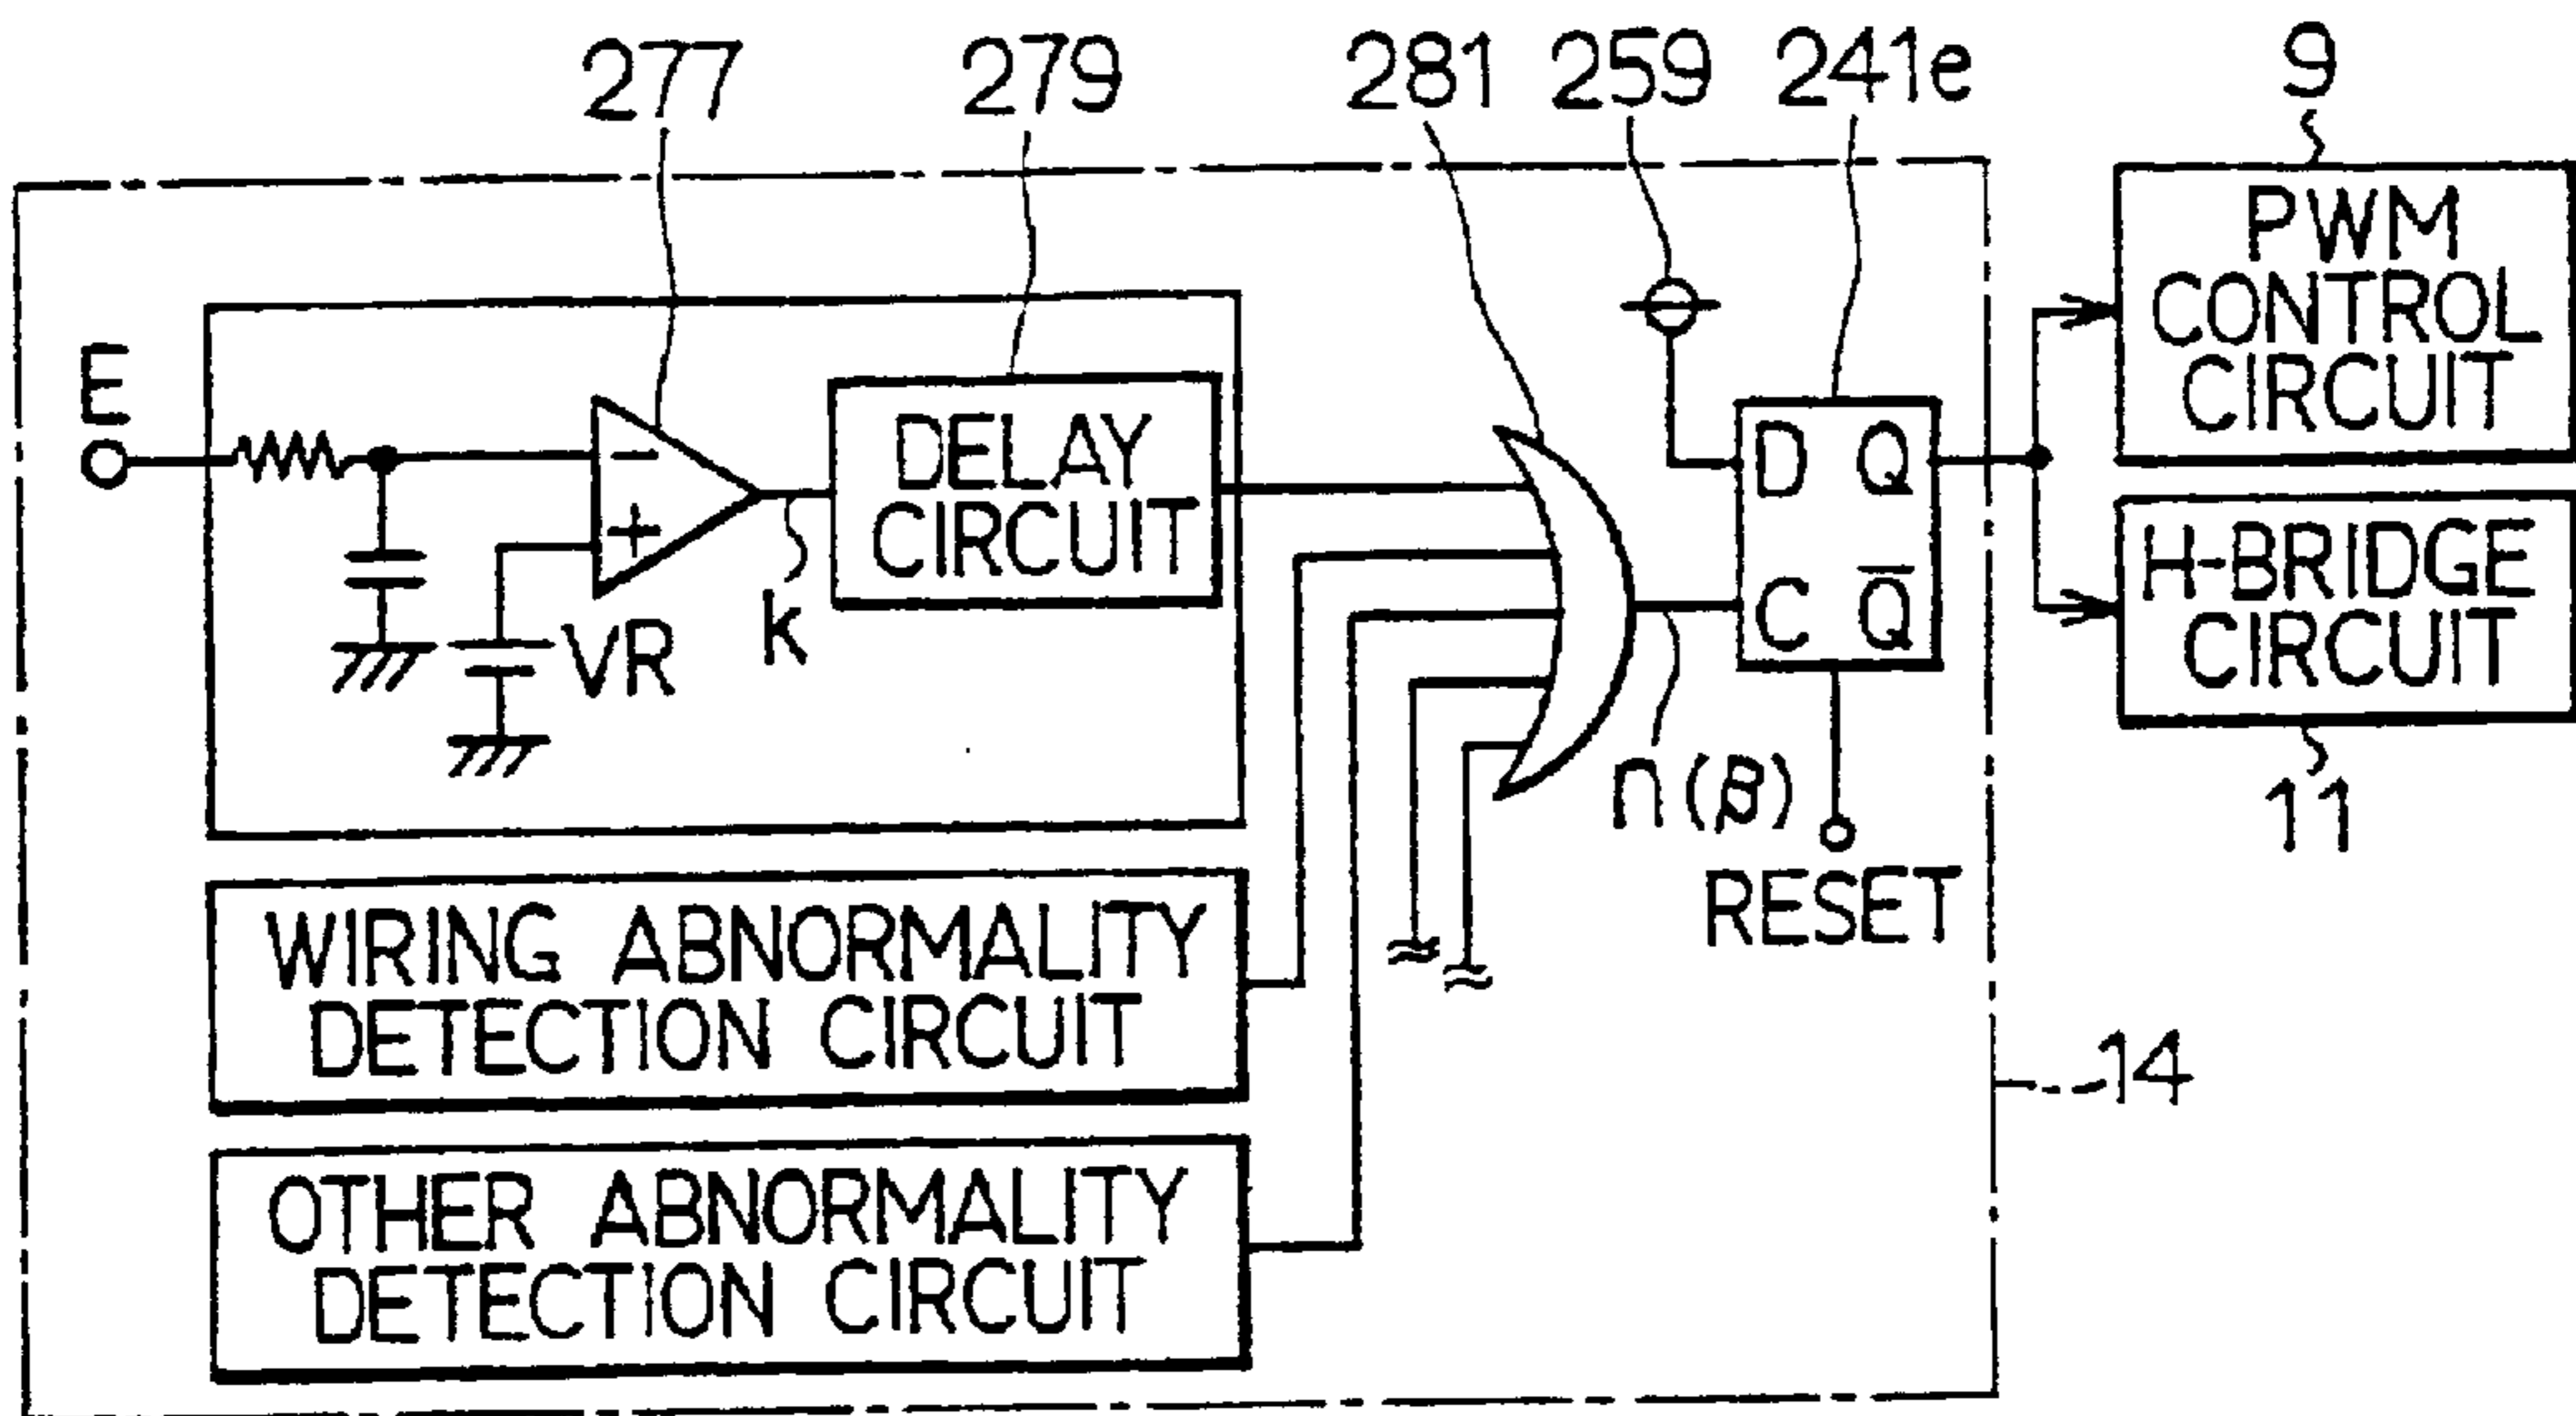 277
279
281
259
241e
9
PWM
CONTROL
CIRCUIT
E
DELAY
CIRCUIT
D Q
C Q̅
H-BRIDGE
CIRCUIT
−
+
VR
k
n(β)
RESET
11
WIRING ABNORMALITY
DETECTION CIRCUIT
14
OTHER ABNORMALITY
DETECTION CIRCUIT